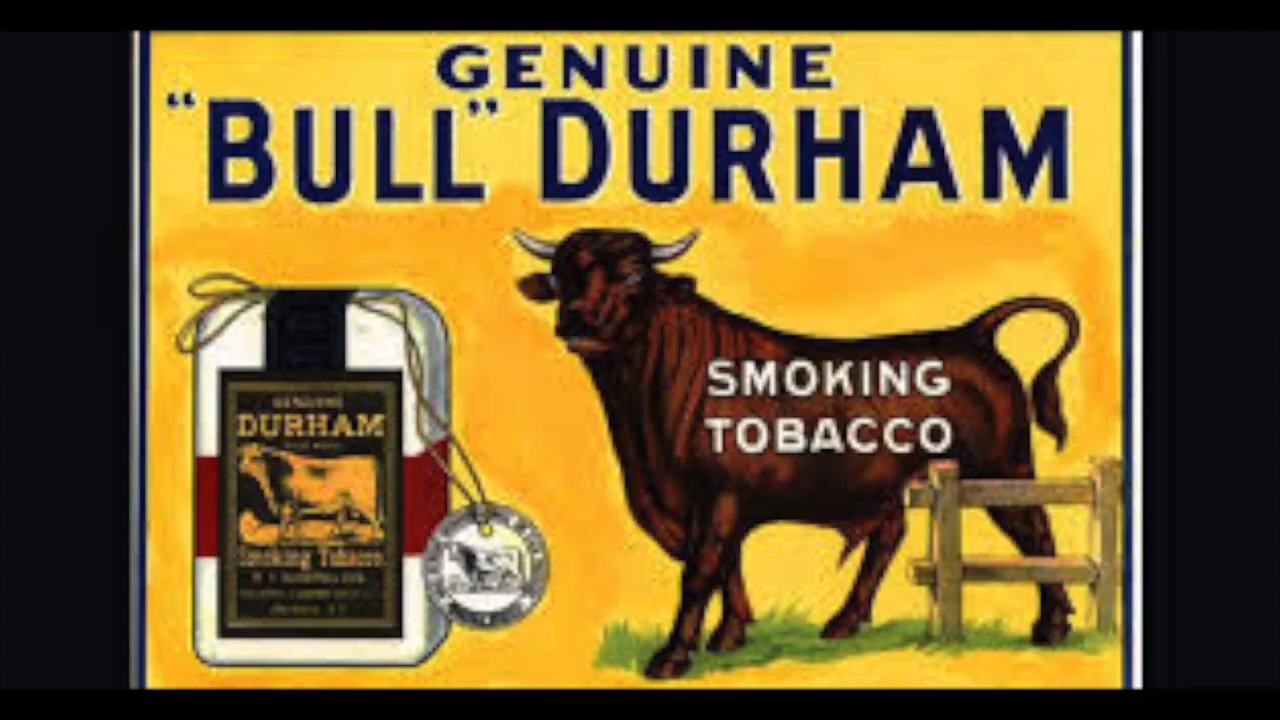 GENUINE
"BULL" DURHAM
SMOKING
TOBACCO
GENUINE
DURHAM
Smoking Tobacco